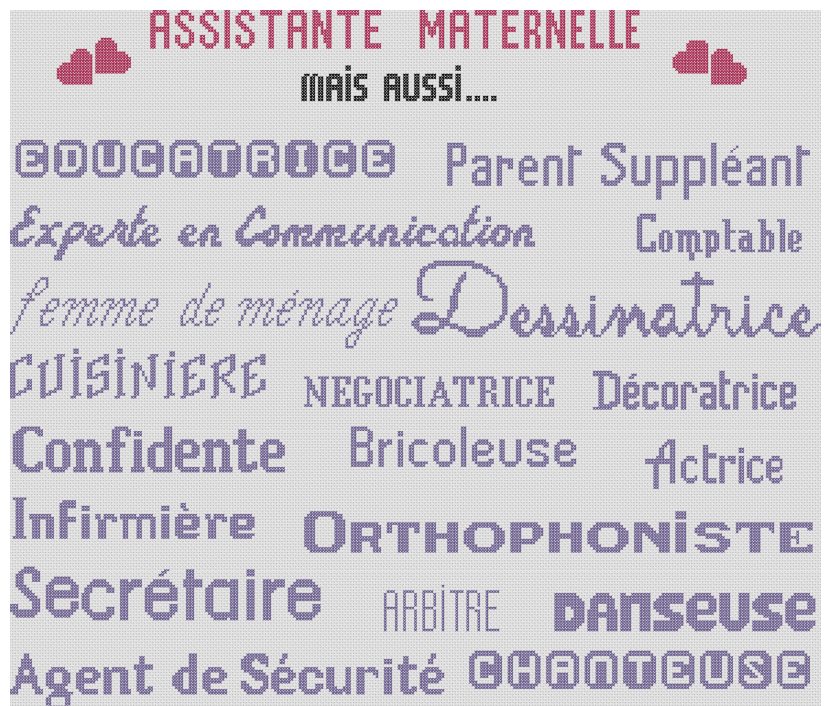 ASSISTANTE MATERNELLE
MAiS AUSSi....
EDUCATRICE Parent Suppléant
Experte en Communication Comptable
femme de ménage Dessinatrice
CUiSiNiERE NEGOCIATRICE Décoratrice
Confidente Bricoleuse Actrice
Infirmière ORTHOPHONiSTE
Secrétaire ARBiTRE DANSEUSE
Agent de Sécurité CHANTEUSE